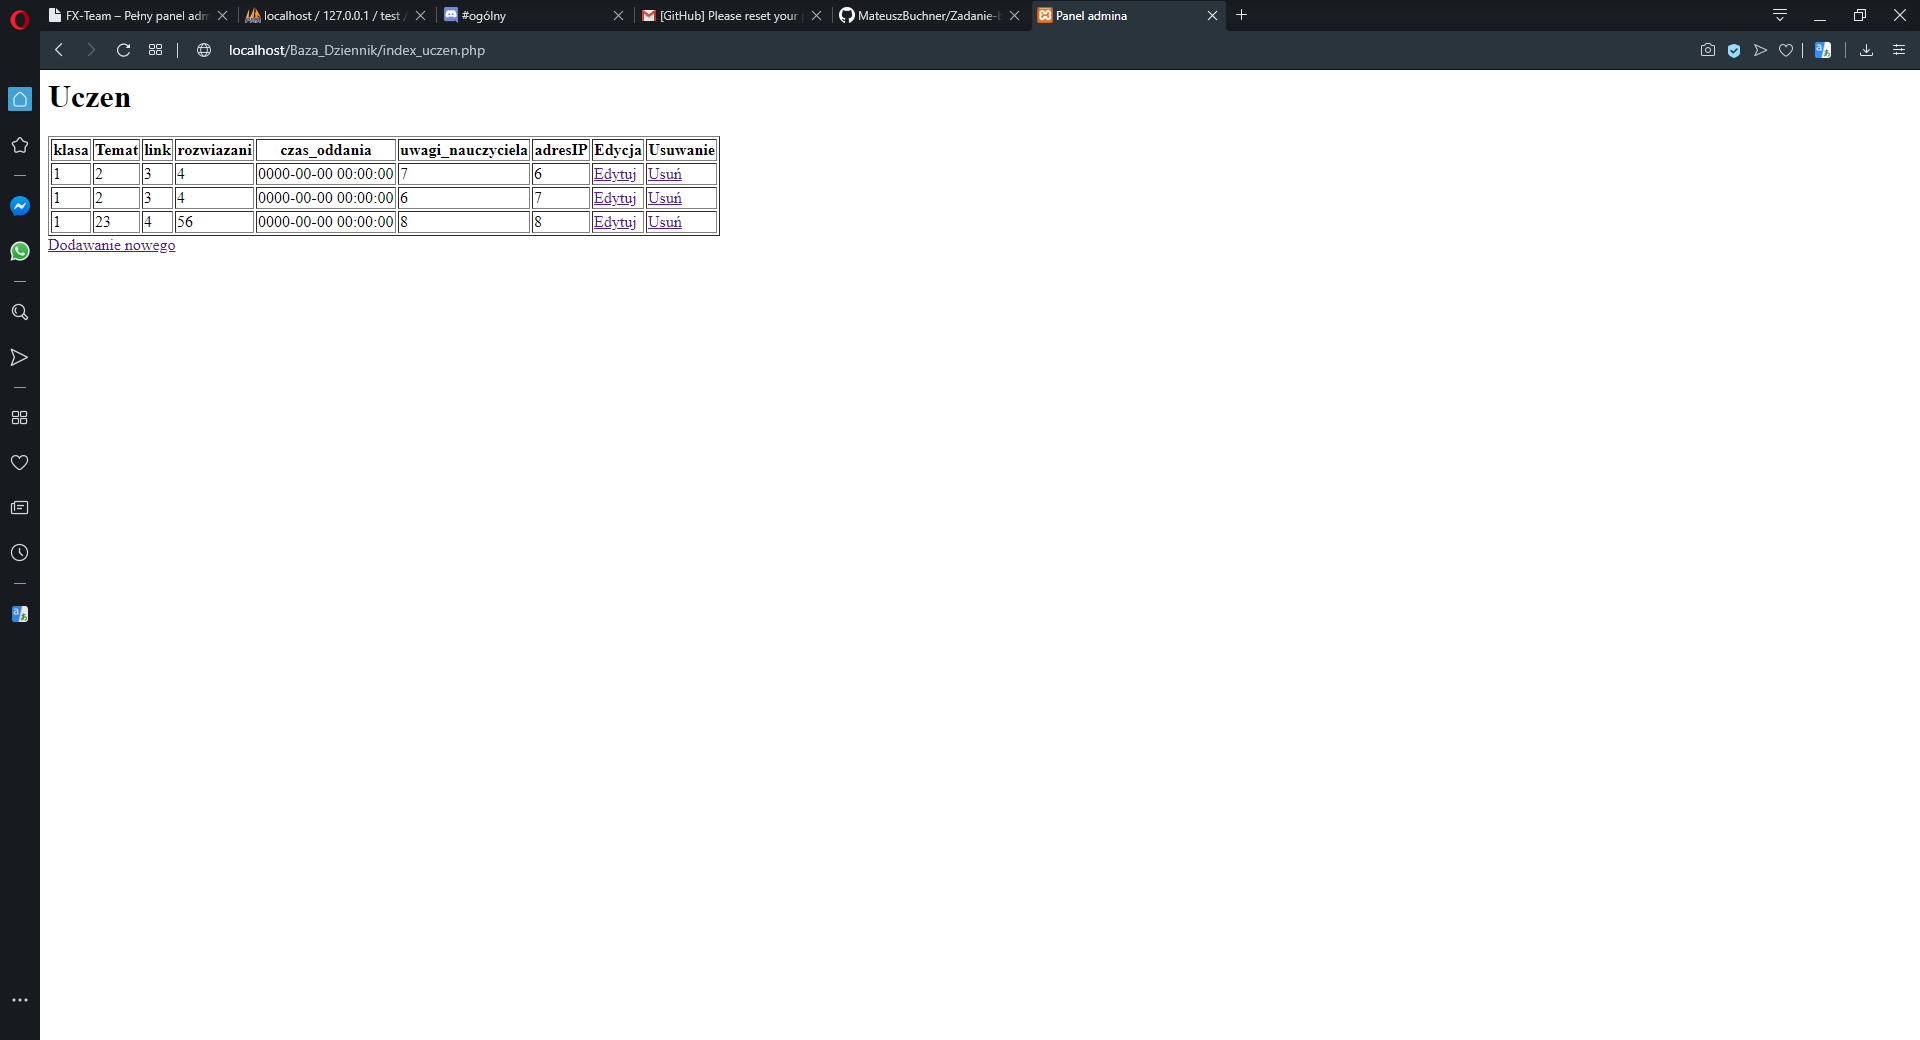 FX-Team – Pełny panel adm
localhost / 127.0.0.1 / test /
#ogólny
[GitHub] Please reset your p
MateuszBuchner/Zadanie-b
Panel admina
localhost/Baza_Dziennik/index_uczen.php
Uczen
klasa Temat link rozwiazani czas_oddania uwagi_nauczyciela adresIP Edycja Usuwanie
1 2 3 4 0000-00-00 00:00:00 7 6 Edytuj Usuń
1 2 3 4 0000-00-00 00:00:00 6 7 Edytuj Usuń
1 23 4 56 0000-00-00 00:00:00 8 8 Edytuj Usuń
Dodawanie nowego